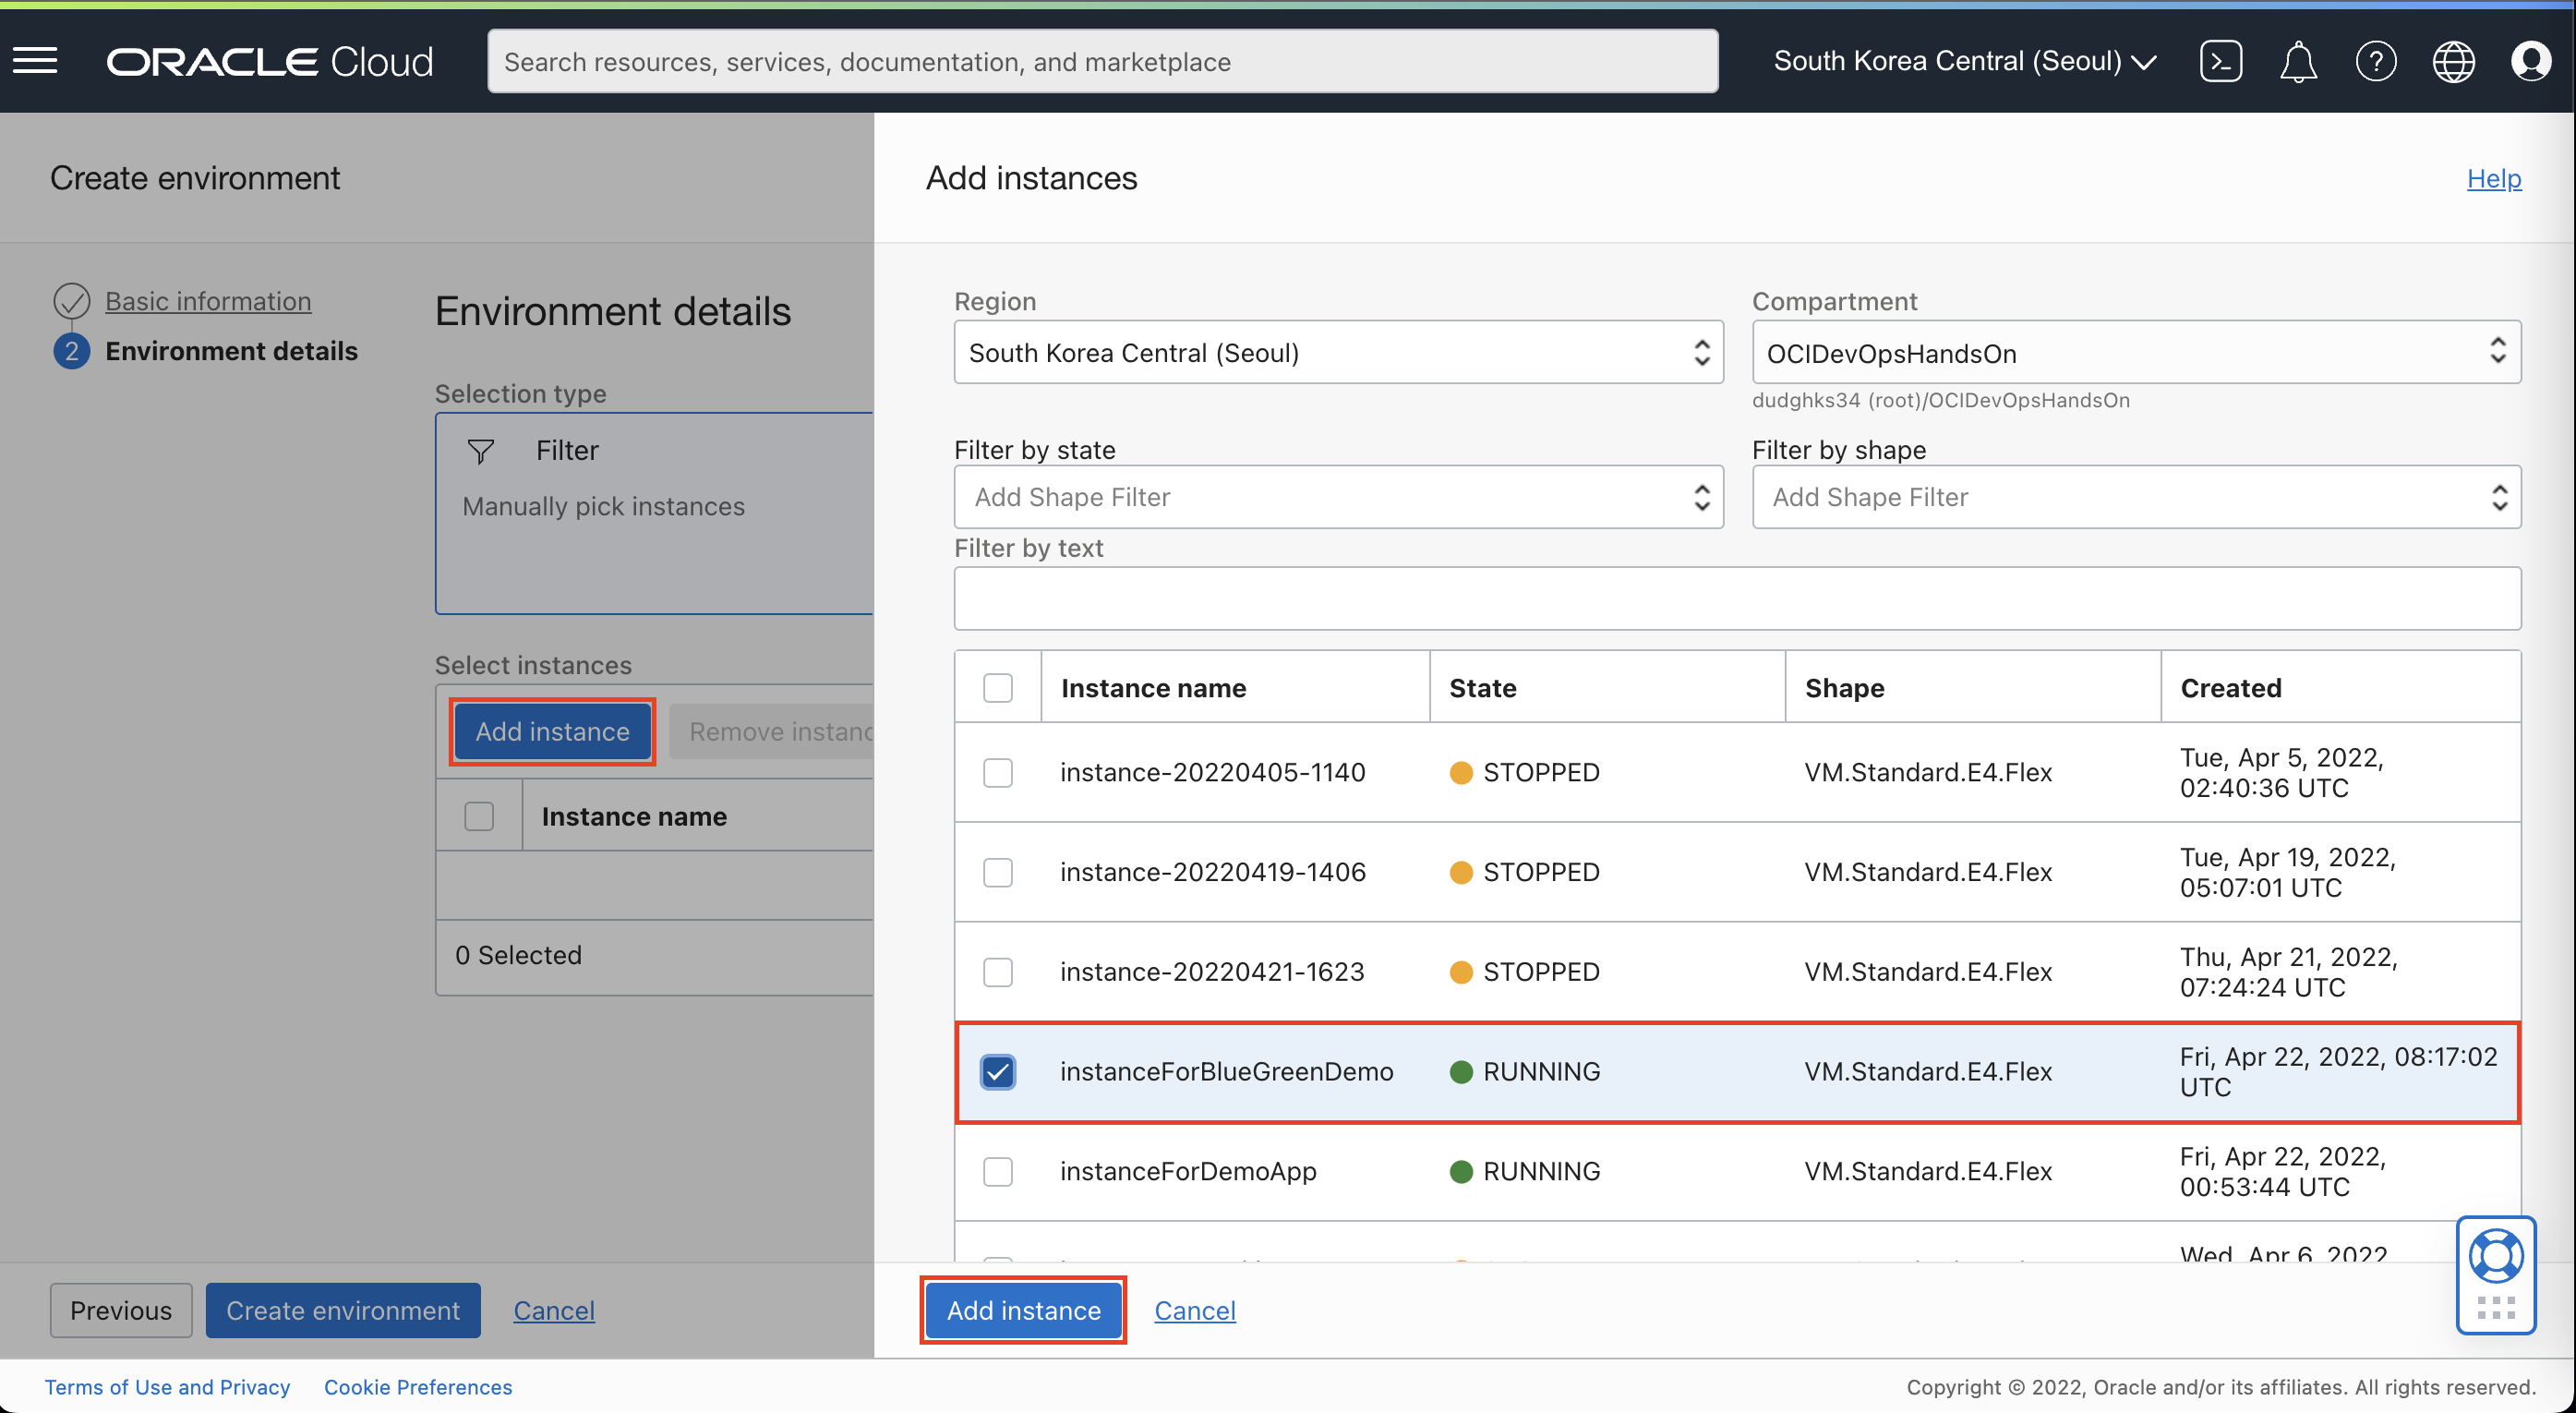 ORACLE Cloud
Search resources, services, documentation, and marketplace
South Korea Central (Seoul)
Create environment
Basic information
2 Environment details
Environment details
Selection type
Filter
Manually pick instances
Select instances
Add instance
Remove instanc
Instance name
0 Selected
Previous
Create environment
Cancel
Add instances
Help
Region
South Korea Central (Seoul)
Compartment
OCIDevOpsHandsOn
dudghks34 (root)/OCIDevOpsHandsOn
Filter by state
Add Shape Filter
Filter by shape
Add Shape Filter
Filter by text
Instance name State Shape Created
instance-20220405-1140 STOPPED VM.Standard.E4.Flex Tue, Apr 5, 2022,
02:40:36 UTC
instance-20220419-1406 STOPPED VM.Standard.E4.Flex Tue, Apr 19, 2022,
05:07:01 UTC
instance-20220421-1623 STOPPED VM.Standard.E4.Flex Thu, Apr 21, 2022,
07:24:24 UTC
instanceForBlueGreenDemo RUNNING VM.Standard.E4.Flex Fri, Apr 22, 2022, 08:17:02
UTC
instanceForDemoApp RUNNING VM.Standard.E4.Flex Fri, Apr 22, 2022,
00:53:44 UTC
Wed, Apr 6, 2022
Add instance
Cancel
Terms of Use and Privacy
Cookie Preferences
Copyright © 2022, Oracle and/or its affiliates. All rights reserved.